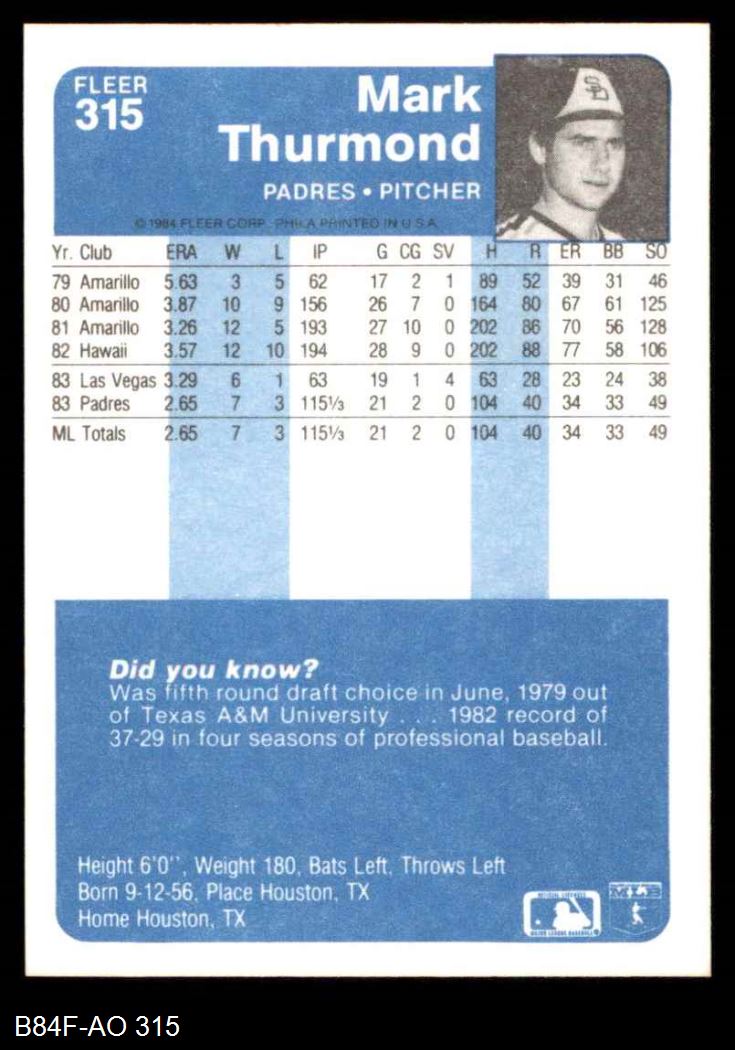 FLEER
315
Mark
Thurmond
PADRES • PITCHER
© 1984 FLEER CORP. PHILA PRINTED IN U.S.A.
SD
Yr. Club ERA W L IP G CG SV H R ER BB SO
79 Amarillo 5.63 3 5 62 17 2 1 89 52 39 31 46
80 Amarillo 3.87 10 9 156 26 7 0 164 80 67 61 125
81 Amarillo 3.26 12 5 193 27 10 0 202 86 70 56 128
82 Hawaii 3.57 12 10 194 28 9 0 202 88 77 58 106
83 Las Vegas 3.29 6 1 63 19 1 4 63 28 23 24 38
83 Padres 2.65 7 3 115⅓ 21 2 0 104 40 34 33 49
ML Totals 2.65 7 3 115⅓ 21 2 0 104 40 34 33 49
Did you know?
Was fifth round draft choice in June, 1979 out
of Texas A&M University . . . 1982 record of
37-29 in four seasons of professional baseball.
Height 6'0'', Weight 180, Bats Left, Throws Left
Born 9-12-56, Place Houston, TX
Home Houston, TX
MAJOR LEAGUE BASEBALL
B84F-AO 315